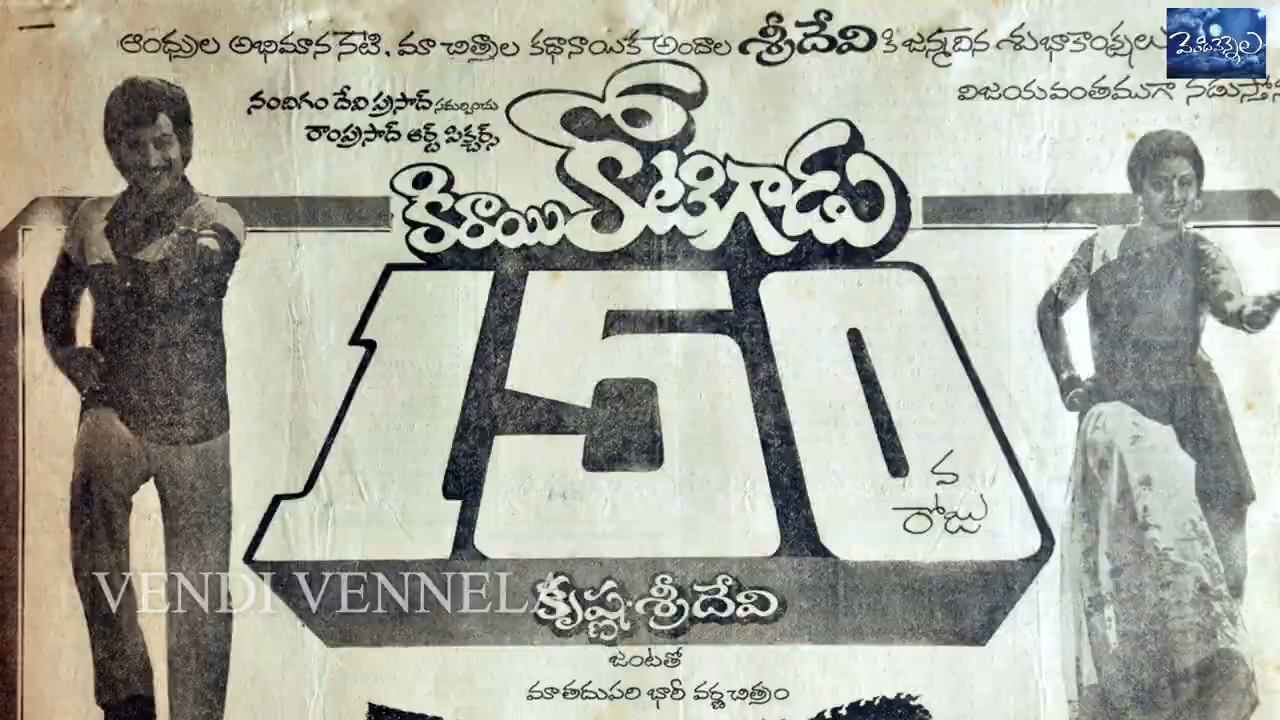 ఆంధ్రుల అభిమాన నటి, మా చిత్రాల కథానాయిక అందాల శ్రీదేవి కి జన్మదిన శుభాకాంక్షలు
విజయవంతముగా నడుస్తోన
వెండివెన్నెల
నందిగం దేవి ప్రసాద్ సమర్పించు
రాంప్రసాద్ ఆర్ట్ పిక్చర్స్
కిరాయి కోటిగాడు
150
వ
రోజు
VENDI VENNELA
కృష్ణ·శ్రీదేవి
జంటతో
మా తదుపరి భారీ వర్ణ చిత్రం